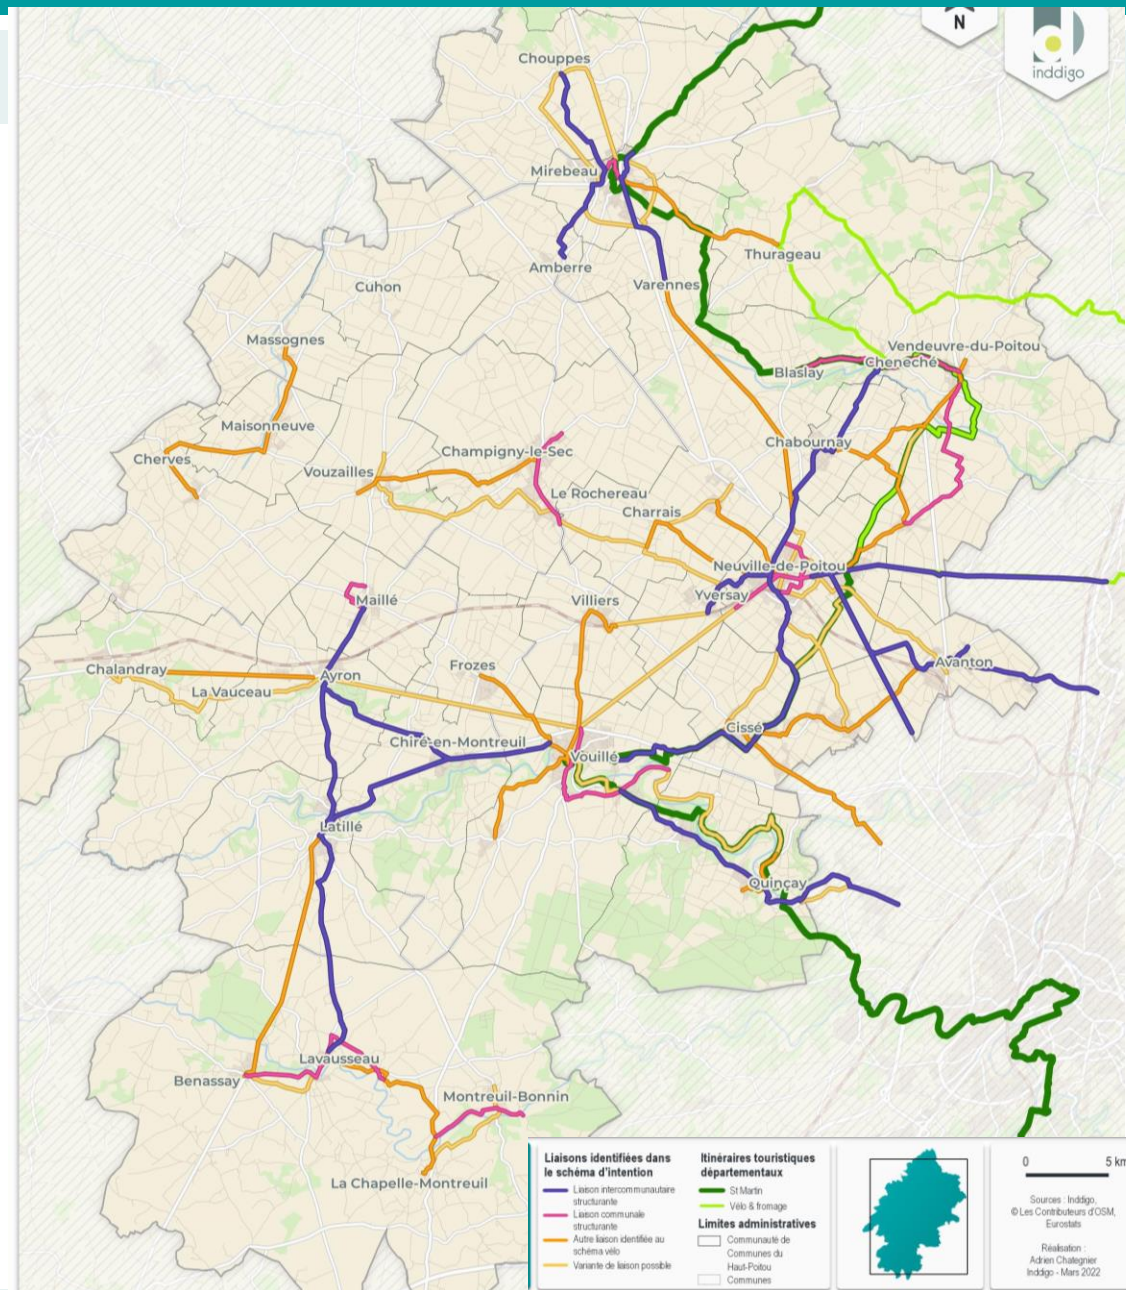 N
inddigo
Chouppes
Mirebeau
Amberre
Thurageau
Cuhon
Varennes
Massognes
Vendeuvre-du-Poitou
Cheneché
Blaslay
Maisonneuve
Chabournay
Cherves
Champigny-le-Sec
Vouzailles
Le Rochereau
Charrais
Neuville-de-Poitou
Yversay
Maillé
Villiers
Chalandray
Frozes
Avanton
Ayron
La Vauceau
Cissé
Chiré-en-Montreuil
Vouillé
Latillé
Quinçay
Lavausseau
Benassay
Montreuil-Bonnin
La Chapelle-Montreuil
Liaisons identifiées dans
le schéma d'intention
Liaison intercommunautaire
structurante
Liaison communale
structurante
Autre liaison identifiée au
schéma vélo
Variante de liaison possible
Itinéraires touristiques
départementaux
St Martin
Vélo & fromage
Limites administratives
Communauté de
Communes du
Haut-Poitou
Communes
0 5 km
Sources : Inddigo,
© Les Contributeurs d'OSM,
Eurostats
Réalisation :
Adrien Chategnier
Inddigo - Mars 2022